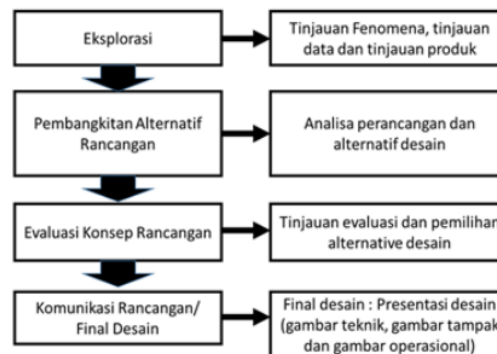 Eksplorasi
Tinjauan Fenomena, tinjauan
data dan tinjauan produk
Pembangkitan Alternatif
Rancangan
Analisa perancangan dan
alternatif desain
Evaluasi Konsep Rancangan
Tinjauan evaluasi dan pemilihan
alternative desain
Komunikasi Rancangan/
Final Desain
Final desain : Presentasi desain
(gambar teknik, gambar tampak
dan gambar operasional)